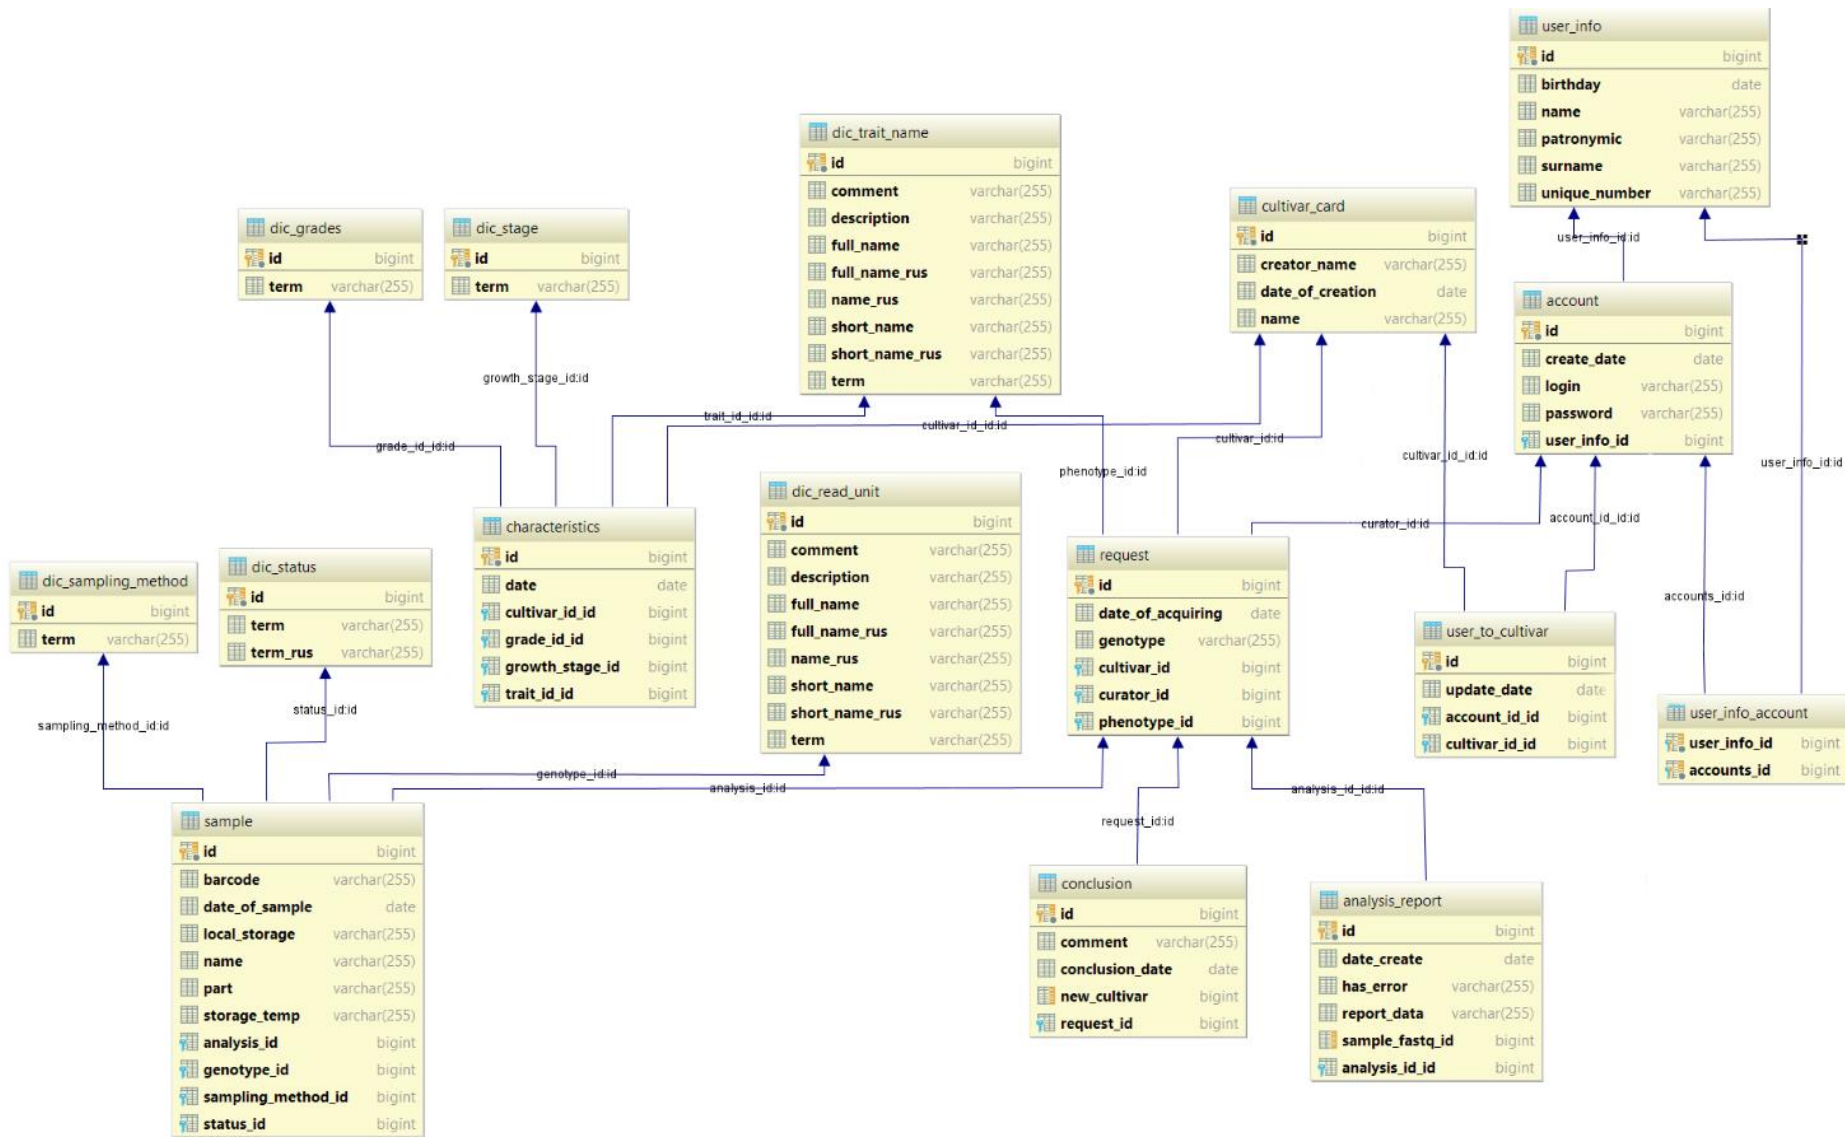 user_info
id bigint
birthday date
name varchar(255)
patronymic varchar(255)
surname varchar(255)
unique_number varchar(255)
dic_trait_name
id bigint
comment varchar(255)
description varchar(255)
full_name varchar(255)
full_name_rus varchar(255)
name_rus varchar(255)
short_name varchar(255)
short_name_rus varchar(255)
term varchar(255)
cultivar_card
id bigint
creator_name varchar(255)
date_of_creation date
name varchar(255)
dic_grades
id bigint
term varchar(255)
dic_stage
id bigint
term varchar(255)
user_info_id:id
account
id bigint
create_date date
login varchar(255)
password varchar(255)
user_info_id bigint
growth_stage_id:id
trait_id_id:id
cultivar_id_id:id
grade_id_id:id
cultivar_id:id
cultivar_id_id:id
phenotype_id:id
user_info_id:id
curator_id:id
account_id_id:id
dic_read_unit
id bigint
comment varchar(255)
description varchar(255)
full_name varchar(255)
full_name_rus varchar(255)
name_rus varchar(255)
short_name varchar(255)
short_name_rus varchar(255)
term varchar(255)
characteristics
id bigint
date date
cultivar_id_id bigint
grade_id_id bigint
growth_stage_id bigint
trait_id_id bigint
request
id bigint
date_of_acquiring date
genotype varchar(255)
cultivar_id bigint
curator_id bigint
phenotype_id bigint
dic_sampling_method
id bigint
term varchar(255)
dic_status
id bigint
term varchar(255)
term_rus varchar(255)
accounts_id:id
user_to_cultivar
id bigint
update_date date
account_id_id bigint
cultivar_id_id bigint
user_info_account
user_info_id bigint
accounts_id bigint
sampling_method_id:id
status_id:id
genotype_id:id
analysis_id:id
analysis_id_id:id
request_id:id
sample
id bigint
barcode varchar(255)
date_of_sample date
local_storage varchar(255)
name varchar(255)
part varchar(255)
storage_temp varchar(255)
analysis_id bigint
genotype_id bigint
sampling_method_id bigint
status_id bigint
conclusion
id bigint
comment varchar(255)
conclusion_date date
new_cultivar bigint
request_id bigint
analysis_report
id bigint
date_create date
has_error varchar(255)
report_data varchar(255)
sample_fastq_id bigint
analysis_id_id bigint